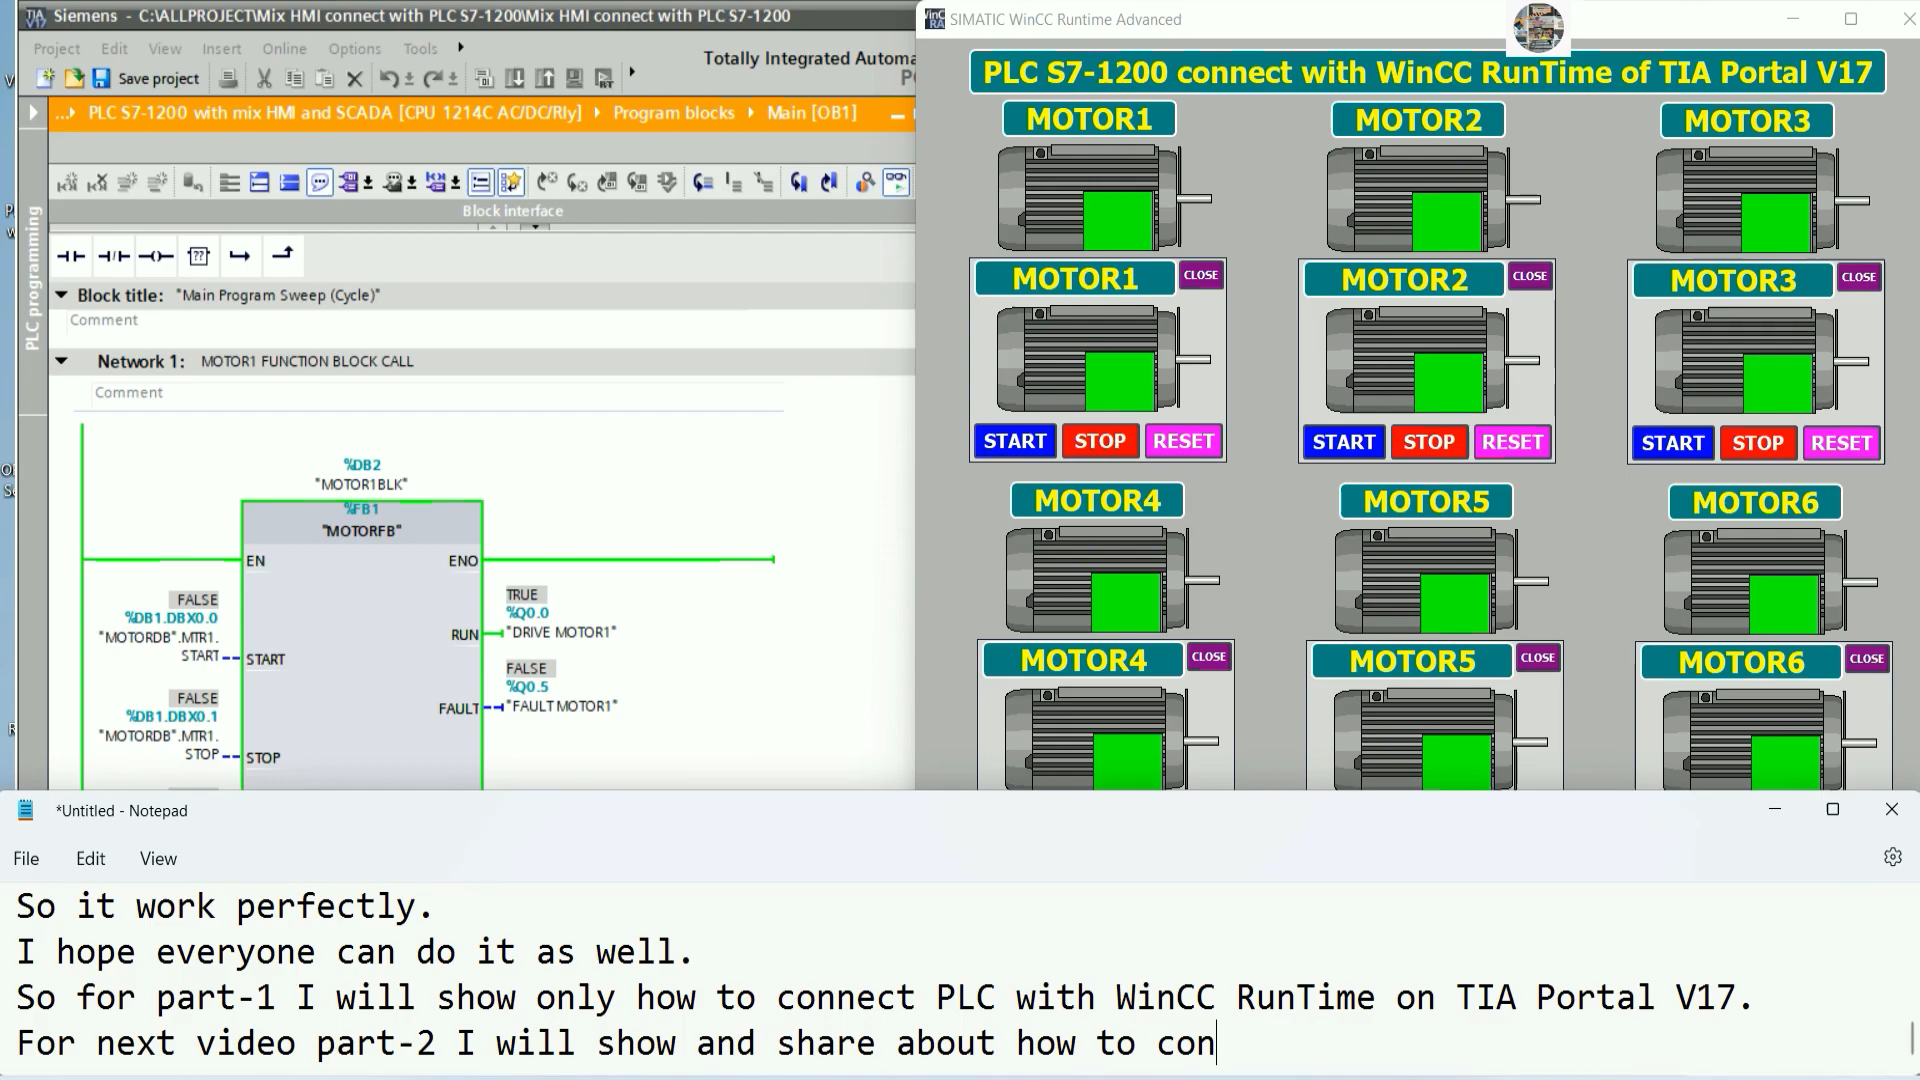 Siemens - C:\ALLPROJECT\Mix HMI connect with PLC S7-1200\Mix HMI connect with PLC S7-1200
Project Edit View Insert Online Options Tools
Totally Integrated Automa
Save project
PLC S7-1200 with mix HMI and SCADA [CPU 1214C AC/DC/Rly] Program blocks Main [OB1]
PLC programming
Block interface
Block title: "Main Program Sweep (Cycle)"
Comment
Network 1: MOTOR1 FUNCTION BLOCK CALL
Comment
%DB2
"MOTOR1BLK"
%FB1
"MOTORFB"
EN ENO
FALSE
%DB1.DBX0.0
"MOTORDB".MTR1.
START START
FALSE
%DB1.DBX0.1
"MOTORDB".MTR1.
STOP STOP
TRUE
%Q0.0
RUN "DRIVE MOTOR1"
FALSE
%Q0.5
FAULT "FAULT MOTOR1"
SIMATIC WinCC Runtime Advanced
PLC S7-1200 connect with WinCC RunTime of TIA Portal V17
MOTOR1 MOTOR2 MOTOR3
MOTOR1 CLOSE MOTOR2 CLOSE MOTOR3 CLOSE
START STOP RESET START STOP RESET START STOP RESET
MOTOR4 MOTOR5 MOTOR6
MOTOR4 CLOSE MOTOR5 CLOSE MOTOR6 CLOSE
*Untitled - Notepad
File Edit View
So it work perfectly.
I hope everyone can do it as well.
So for part-1 I will show only how to connect PLC with WinCC RunTime on TIA Portal V17.
For next video part-2 I will show and share about how to con